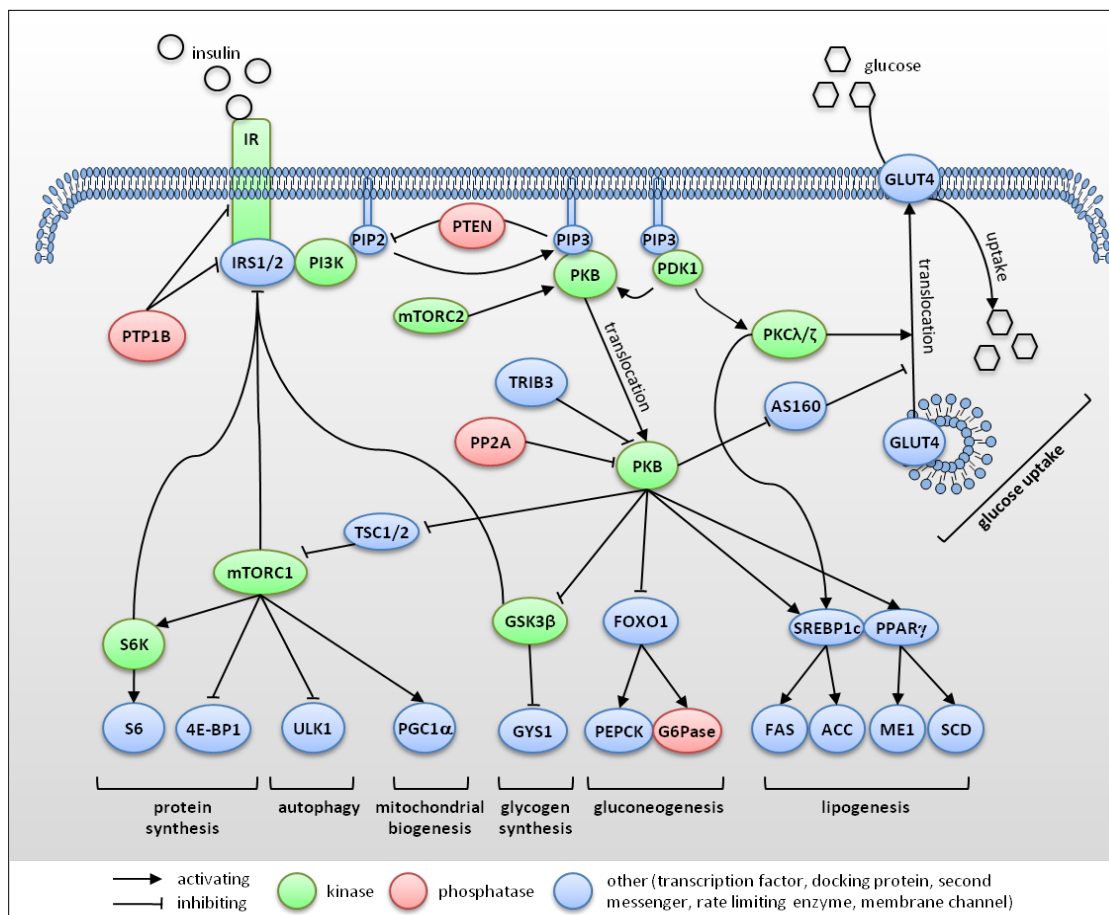 insulin
glucose
IR
GLUT4
PIP2
PTEN
PIP3
PIP3
IRS1/2
PI3K
PKB
PDK1
uptake
mTORC2
PTP1B
PKCλ/ζ
translocation
translocation
TRIB3
AS160
PP2A
PKB
GLUT4
glucose uptake
TSC1/2
mTORC1
GSK3β
FOXO1
SREBP1c
PPARγ
S6K
S6
4E-BP1
ULK1
PGC1α
GYS1
PEPCK
G6Pase
FAS
ACC
ME1
SCD
protein
synthesis
autophagy
mitochondrial
biogenesis
glycogen
synthesis
gluconeogenesis
lipogenesis
activating
inhibiting
kinase
phosphatase
other (transcription factor, docking protein, second
messenger, rate limiting enzyme, membrane channel)